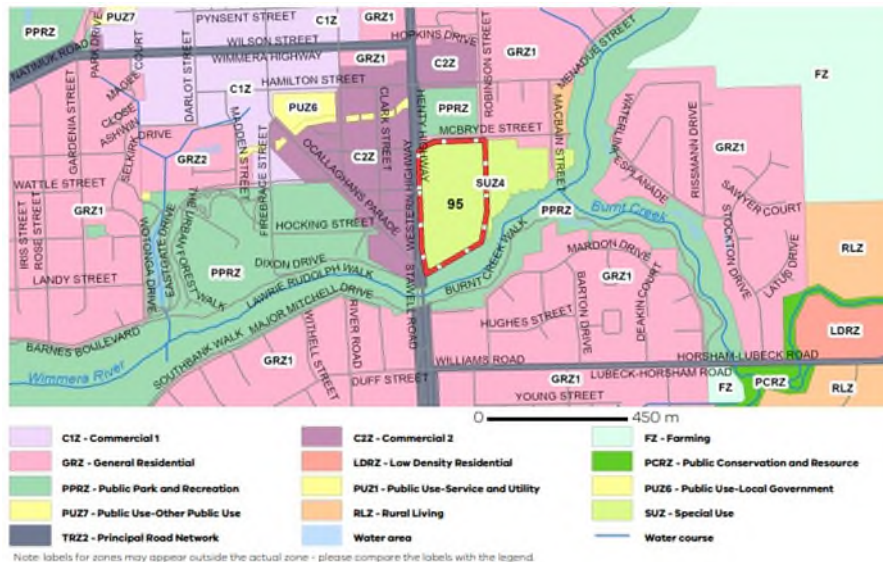 PUZ7
PYNSENT STREET
C1Z
GRZ1
HOPKINS DRIVE
ROBINSON STREET
GRZ1
MENADUE STREET
PPRZ
NATIMUK ROAD
PARK DRIVE
COURT
MAGEE
WILSON STREET
WIMMERA HIGHWAY
GRZ1
C2Z
FZ
HAMILTON STREET
GARDENIA STREET
CLOSE
ASHWIN
DARLOT STREET
C1Z
PUZ6
CLARK STREET
HENTY HIGHWAY
PPRZ
MCBRYDE STREET
MACBAIN STREET
WATERLINK
ESPLANADE
RISSMANN DRIVE
GRZ1
SELKIRK DRIVE
GRZ2
MADDEN STREET
FIREBRACE STREET
OCALLAGHANS PARADE
C2Z
WESTERN HIGHWAY
SUZ4
95
SAWYER COURT
WATTLE STREET
GRZ1
IRIS STREET
ROSE STREET
WOTONGA DRIVE
EASTGATE DRIVE
THE URBAN FOREST WALK
HOCKING STREET
PPRZ
Burnt Creek
STOCKTON DRIVE
LATUS DRIVE
RLZ
LANDY STREET
PPRZ
DIXON DRIVE
LAWRIE RUDOLPH WALK
BURNT CREEK WALK
MARDON DRIVE
GRZ1
BARTON DRIVE
DEAKIN COURT
BARNES BOULEVARD
SOUTHBANK WALK
MAJOR MITCHELL DRIVE
STAWELL ROAD
HUGHES STREET
LDRZ
Wimmera River
GRZ1
WITHELL STREET
RIVER ROAD
DUFF STREET
WILLIAMS ROAD
HORSHAM-LUBECK ROAD
LUBECK-HORSHAM ROAD
GRZ1
YOUNG STREET
FZ
PCRZ
RLZ
0 450 m
C1Z - Commercial 1
C2Z - Commercial 2
FZ - Farming
GRZ - General Residential
LDRZ - Low Density Residential
PCRZ - Public Conservation and Resource
PPRZ - Public Park and Recreation
PUZ1 - Public Use-Service and Utility
PUZ6 - Public Use-Local Government
PUZ7 - Public Use-Other Public Use
RLZ - Rural Living
SUZ - Special Use
TRZ2 - Principal Road Network
Water area
Water course
Note: labels for zones may appear outside the actual zone - please compare the labels with the legend.